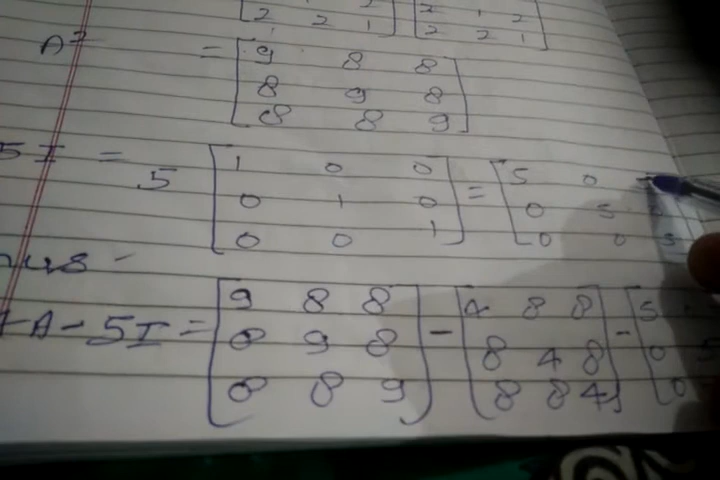 2 2 1 2 2 1
A² = 9 8 8
8 9 8
8 8 9
5I = 5 1 0 0 = 5 0
0 1 0 0 5
0 0 1 0 0 5
A - 5I = 9 8 8 - 4 8 8 - 5
8 9 8 8 4 8 0
8 8 9 8 8 4 0